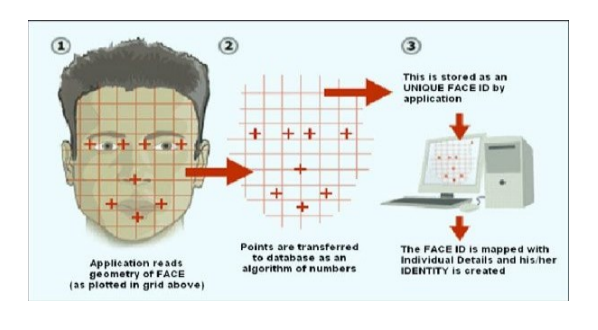 1
Application reads
geometry of FACE
(as plotted in grid above)
2
Points are transferred
to database as an
algorithm of numbers
3
This is stored as an
UNIQUE FACE ID by
application
The FACE ID is mapped with
Individual Details and his/her
IDENTITY is created